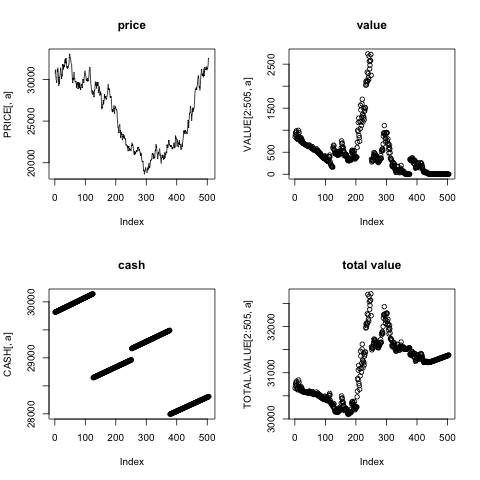 price
PRICE[, a]
20000 25000 30000
0 100 200 300 400 500
Index
value
VALUE[2:505, a]
0 500 1500 2500
0 100 200 300 400 500
Index
cash
CASH[, a]
28000 29000 30000
0 100 200 300 400 500
Index
total value
TOTAL.VALUE[2:505, a]
30000 31000 32000
0 100 200 300 400 500
Index